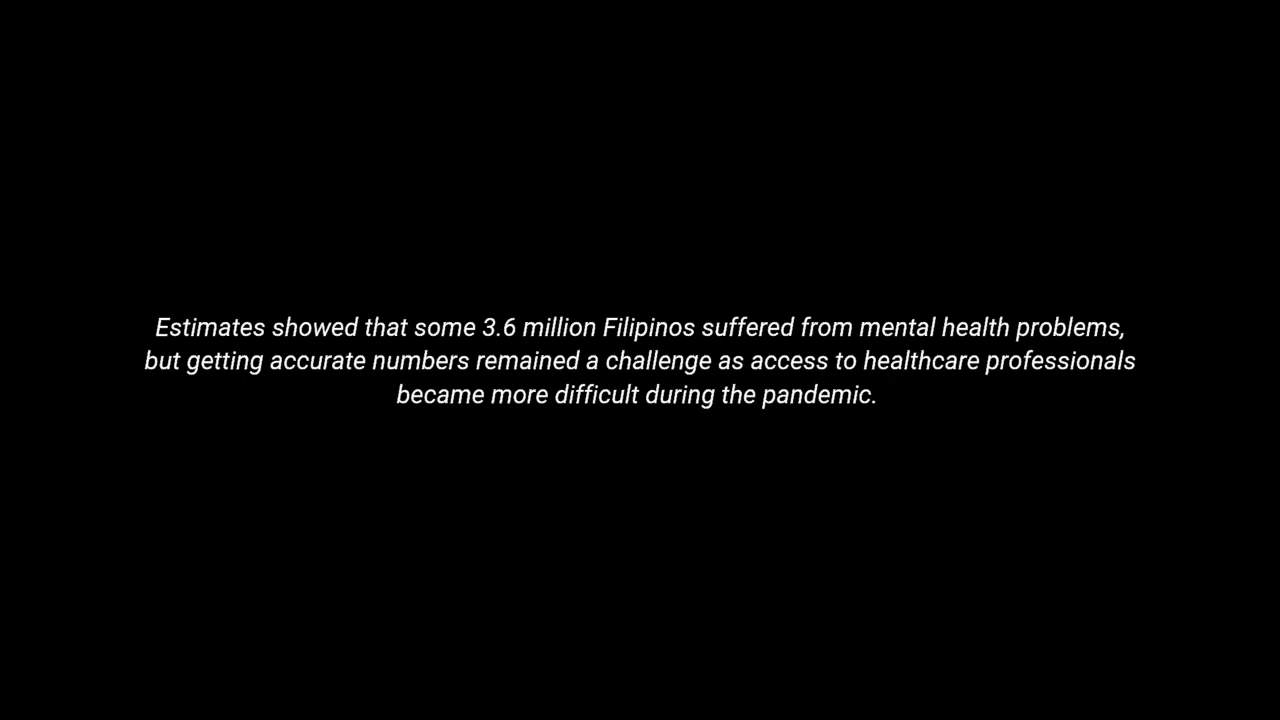 Estimates showed that some 3.6 million Filipinos suffered from mental health problems,
but getting accurate numbers remained a challenge as access to healthcare professionals
became more difficult during the pandemic.